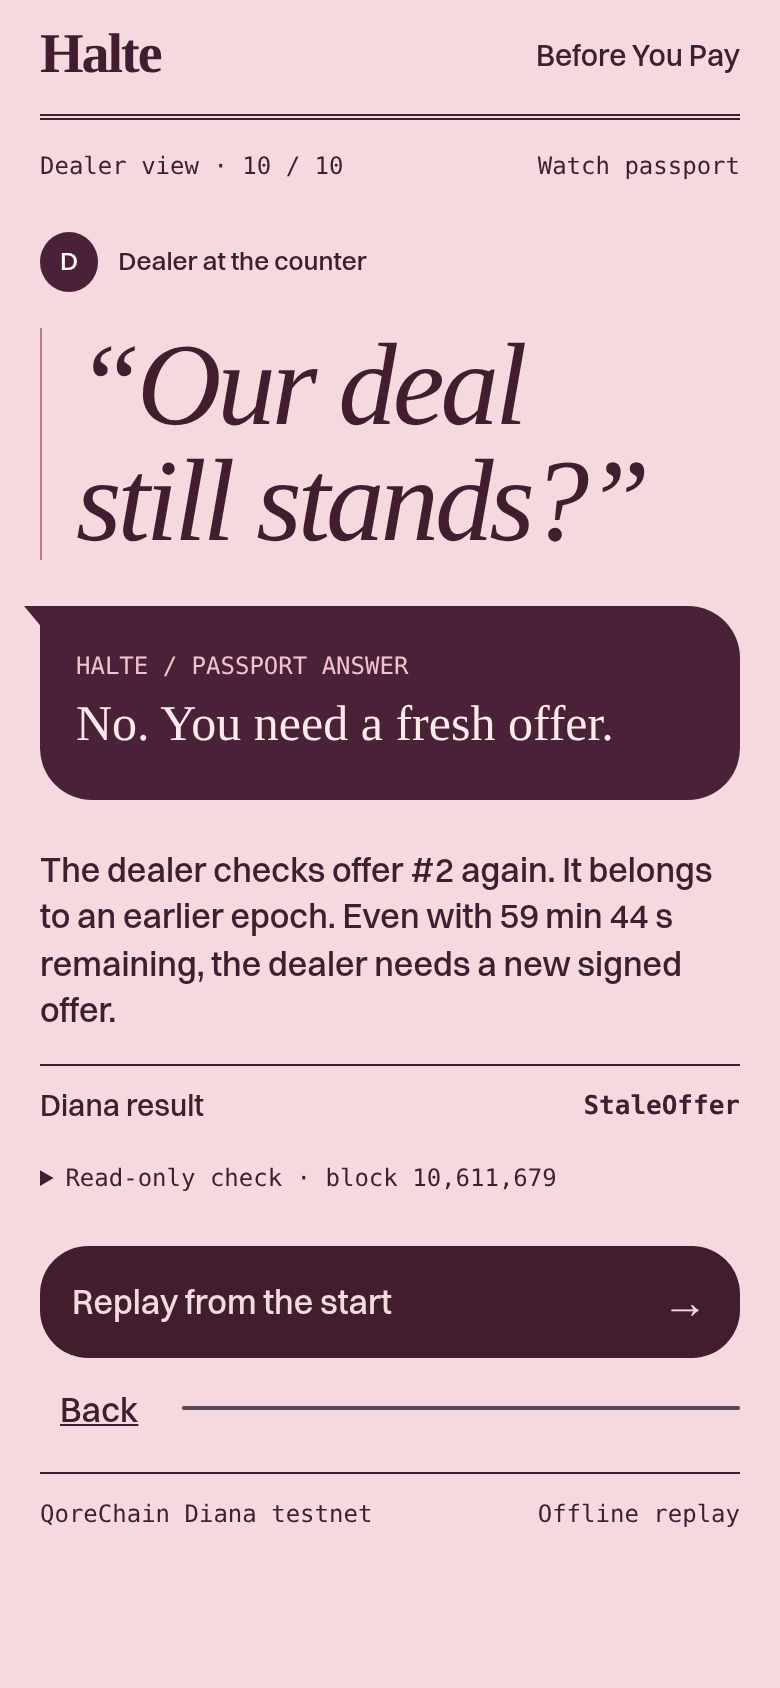 Halte
Before You Pay
Dealer view · 10 / 10
Watch passport
D
Dealer at the counter
“Our deal
still stands?”
HALTE / PASSPORT ANSWER
No. You need a fresh offer.
The dealer checks offer #2 again. It belongs
to an earlier epoch. Even with 59 min 44 s
remaining, the dealer needs a new signed
offer.
Diana result
StaleOffer
▶ Read-only check · block 10,611,679
Replay from the start →
Back
QoreChain Diana testnet
Offline replay